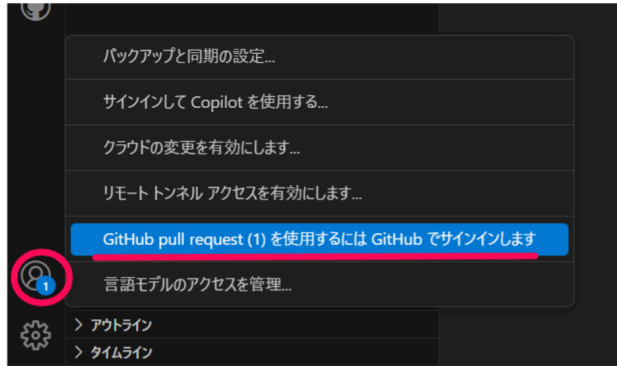 バックアップと同期の設定...
サインインして Copilot を使用する...
クラウドの変更を有効にします...
リモート トンネル アクセスを有効にします...
GitHub pull request (1) を使用するには GitHub でサインインします
1
言語モデルのアクセスを管理...
アウトライン
タイムライン